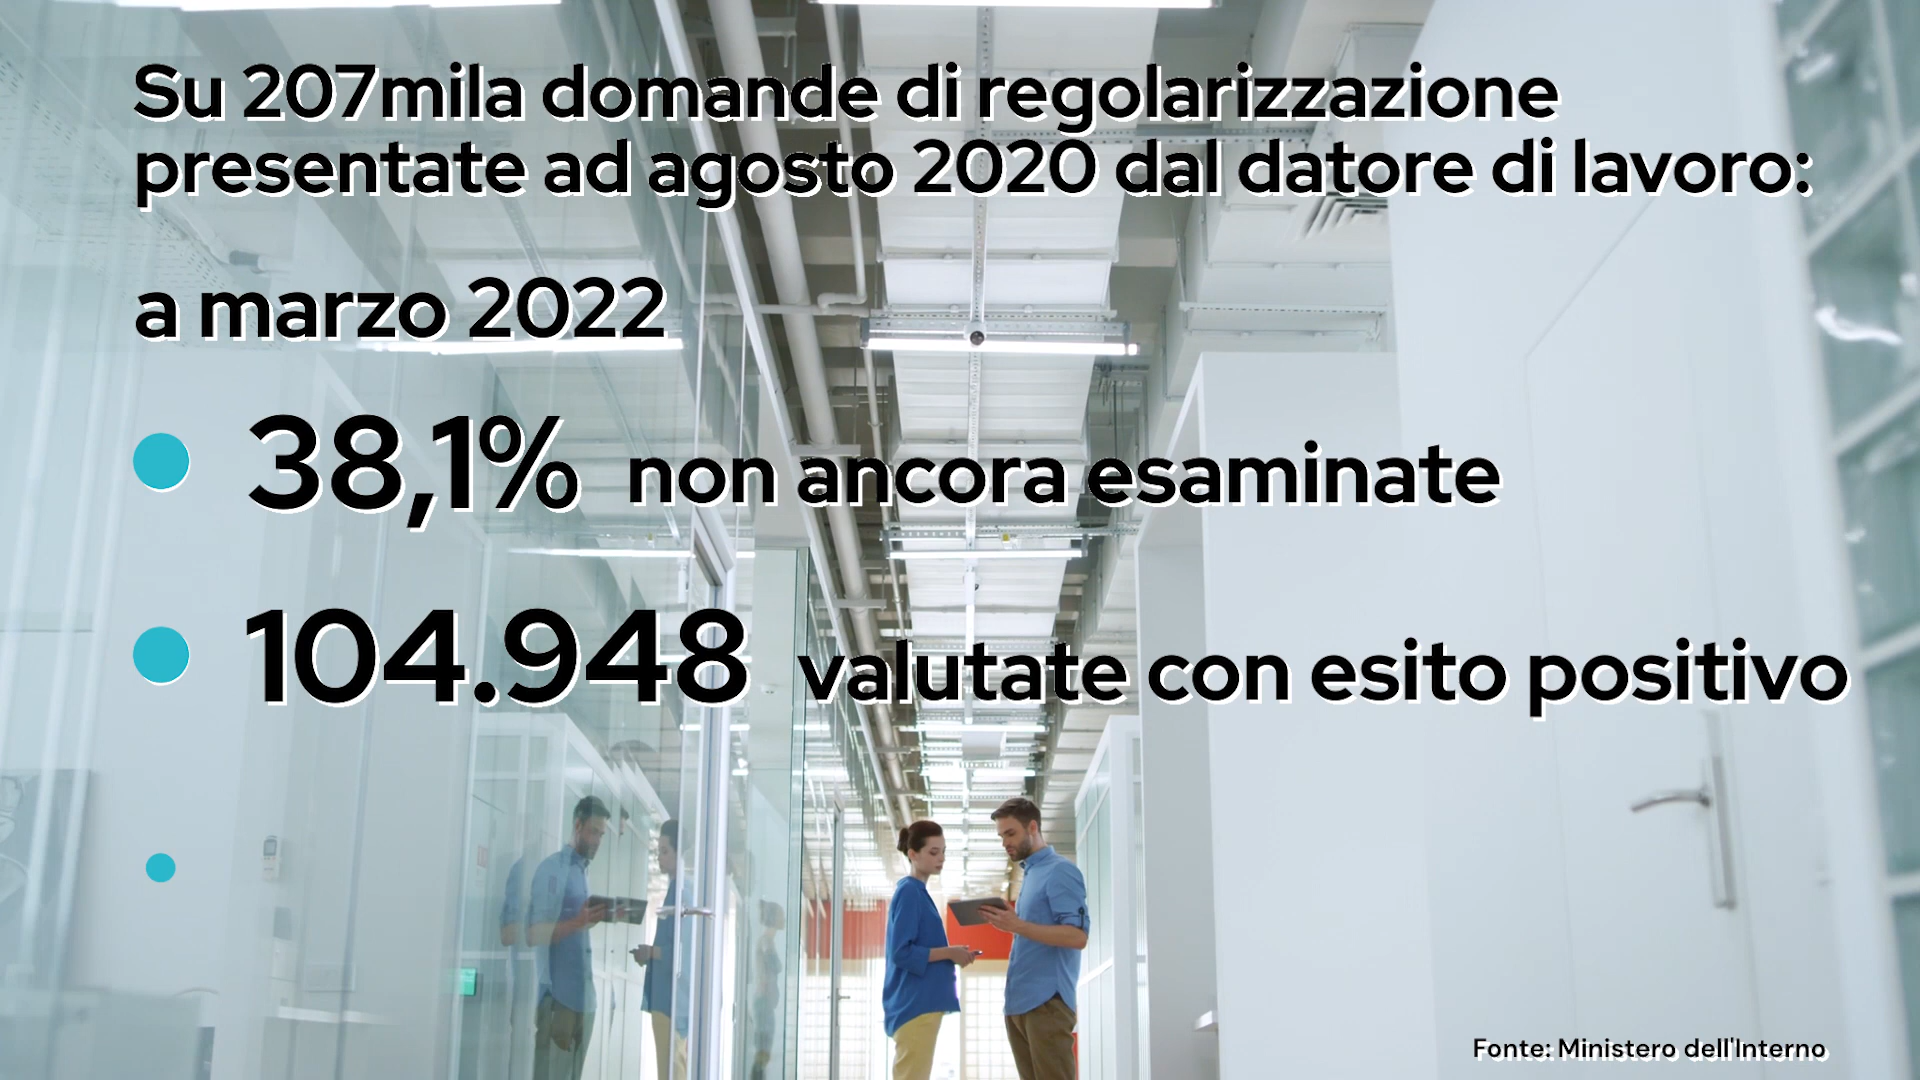 Su 207mila domande di regolarizzazione
presentate ad agosto 2020 dal datore di lavoro:
a marzo 2022
38,1% non ancora esaminate
104.948 valutate con esito positivo
Fonte: Ministero dell'Interno